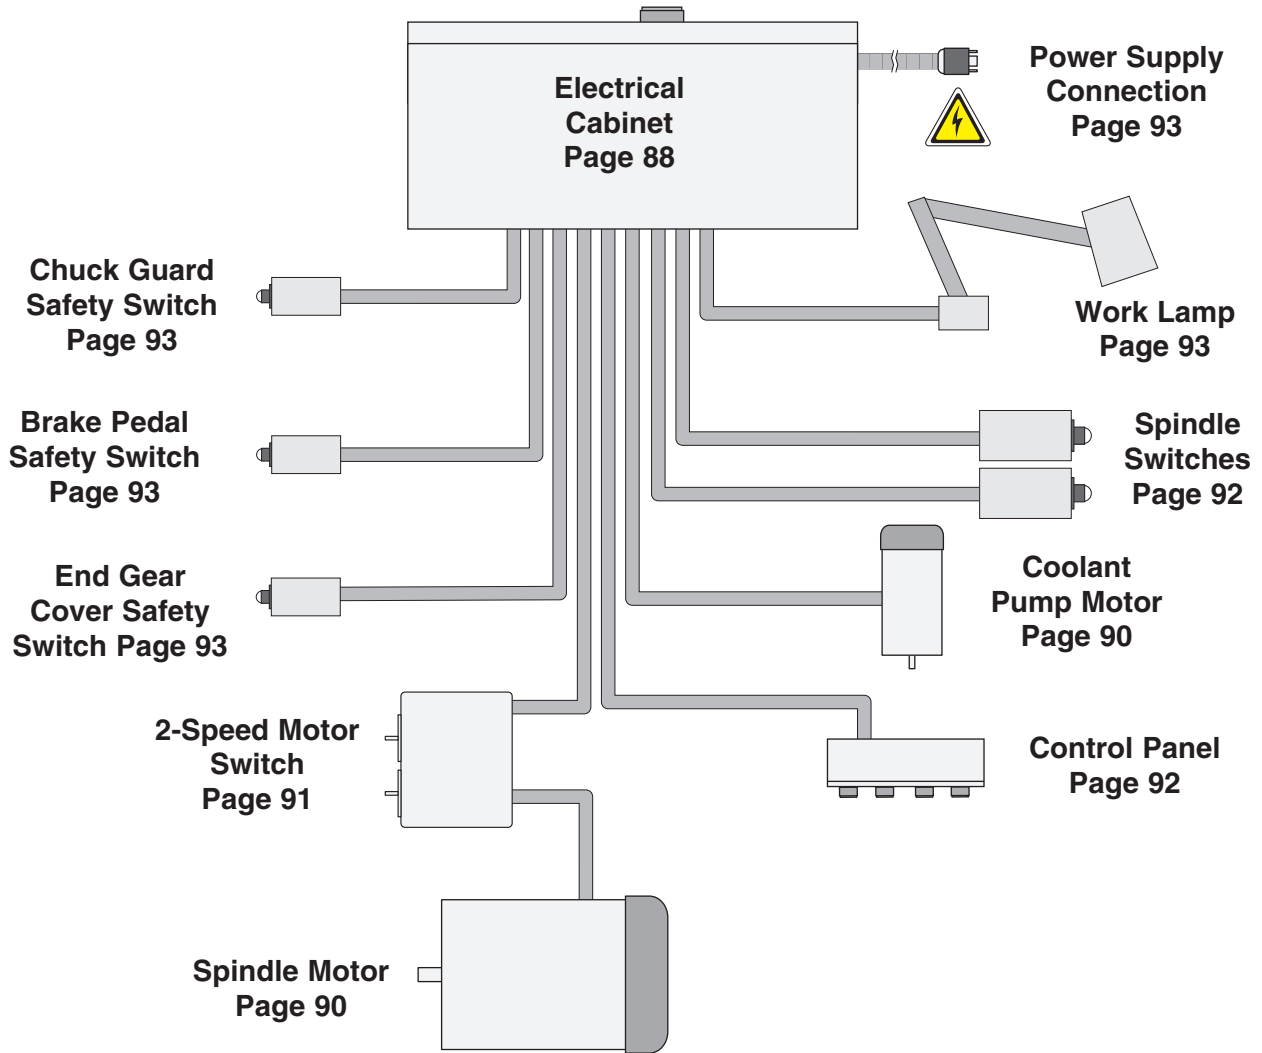 Electrical
Cabinet
Page 88
Power Supply
Connection
Page 93
Chuck Guard
Safety Switch
Page 93
Work Lamp
Page 93
Brake Pedal
Safety Switch
Page 93
Spindle
Switches
Page 92
End Gear
Cover Safety
Switch Page 93
Coolant
Pump Motor
Page 90
2-Speed Motor
Switch
Page 91
Control Panel
Page 92
Spindle Motor
Page 90